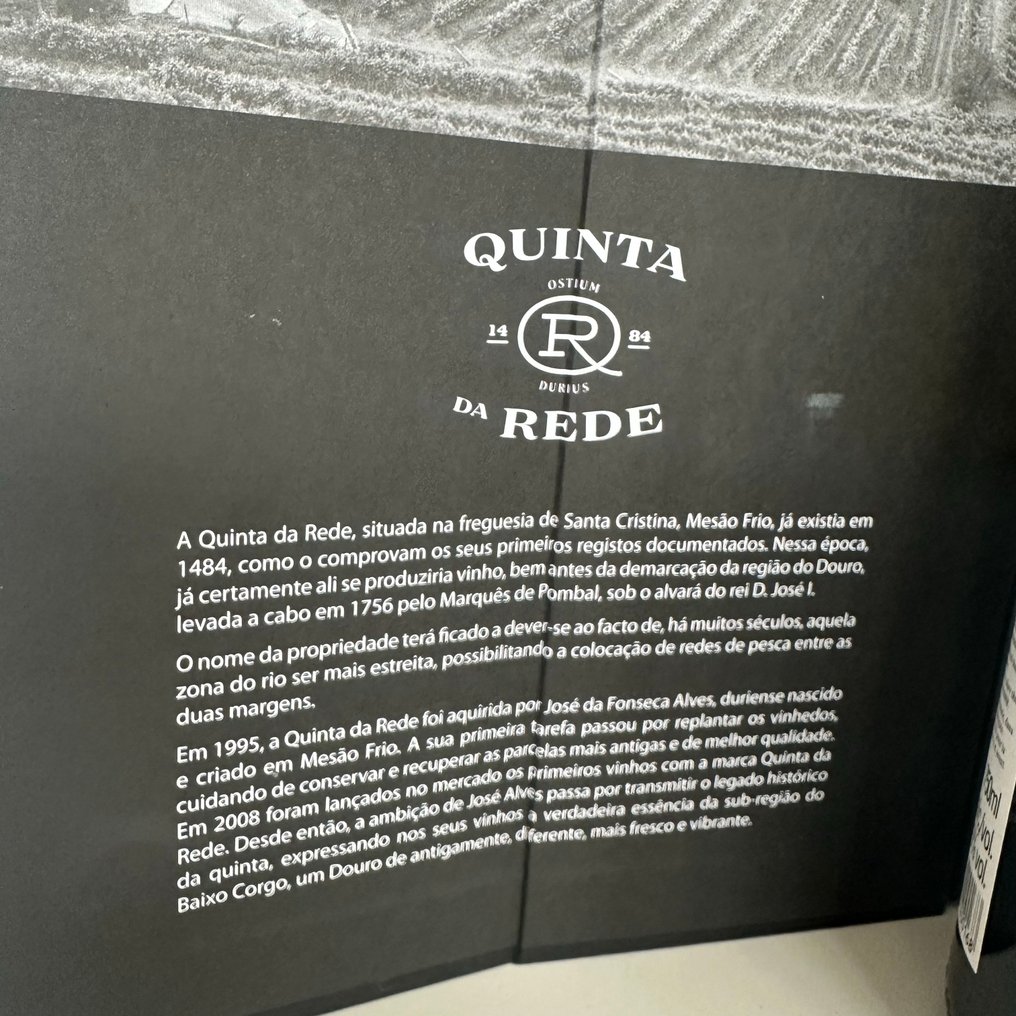 QUINTA
OSTIUM
14 R 84
DURIUS
DA REDE
A Quinta da Rede, situada na freguesia de Santa Cristina, Mesão Frio, já existia em
1484, como o comprovam os seus primeiros registos documentados. Nessa época,
já certamente ali se produziria vinho, bem antes da demarcação da região do Douro,
levada a cabo em 1756 pelo Marquês de Pombal, sob o alvará do rei D. José I.
O nome da propriedade terá ficado a dever-se ao facto de, há muitos séculos, aquela
zona do rio ser mais estreita, possibilitando a colocação de redes de pesca entre as
duas margens.
Em 1995, a Quinta da Rede foi aquirida por José da Fonseca Alves, duriense nascido
e criado em Mesão Frio. A sua primeira tarefa passou por replantar os vinhedos,
cuidando de conservar e recuperar as parcelas mais antigas e de melhor qualidade.
Em 2008 foram lançados no mercado os primeiros vinhos com a marca Quinta da
Rede. Desde então, a ambição de José Alves passa por transmitir o legado histórico
da quinta, expressando nos seus vinhos a verdadeira essência da sub-região do
Baixo Corgo, um Douro de antigamente, diferente, mais fresco e vibrante.
vol.
vol.